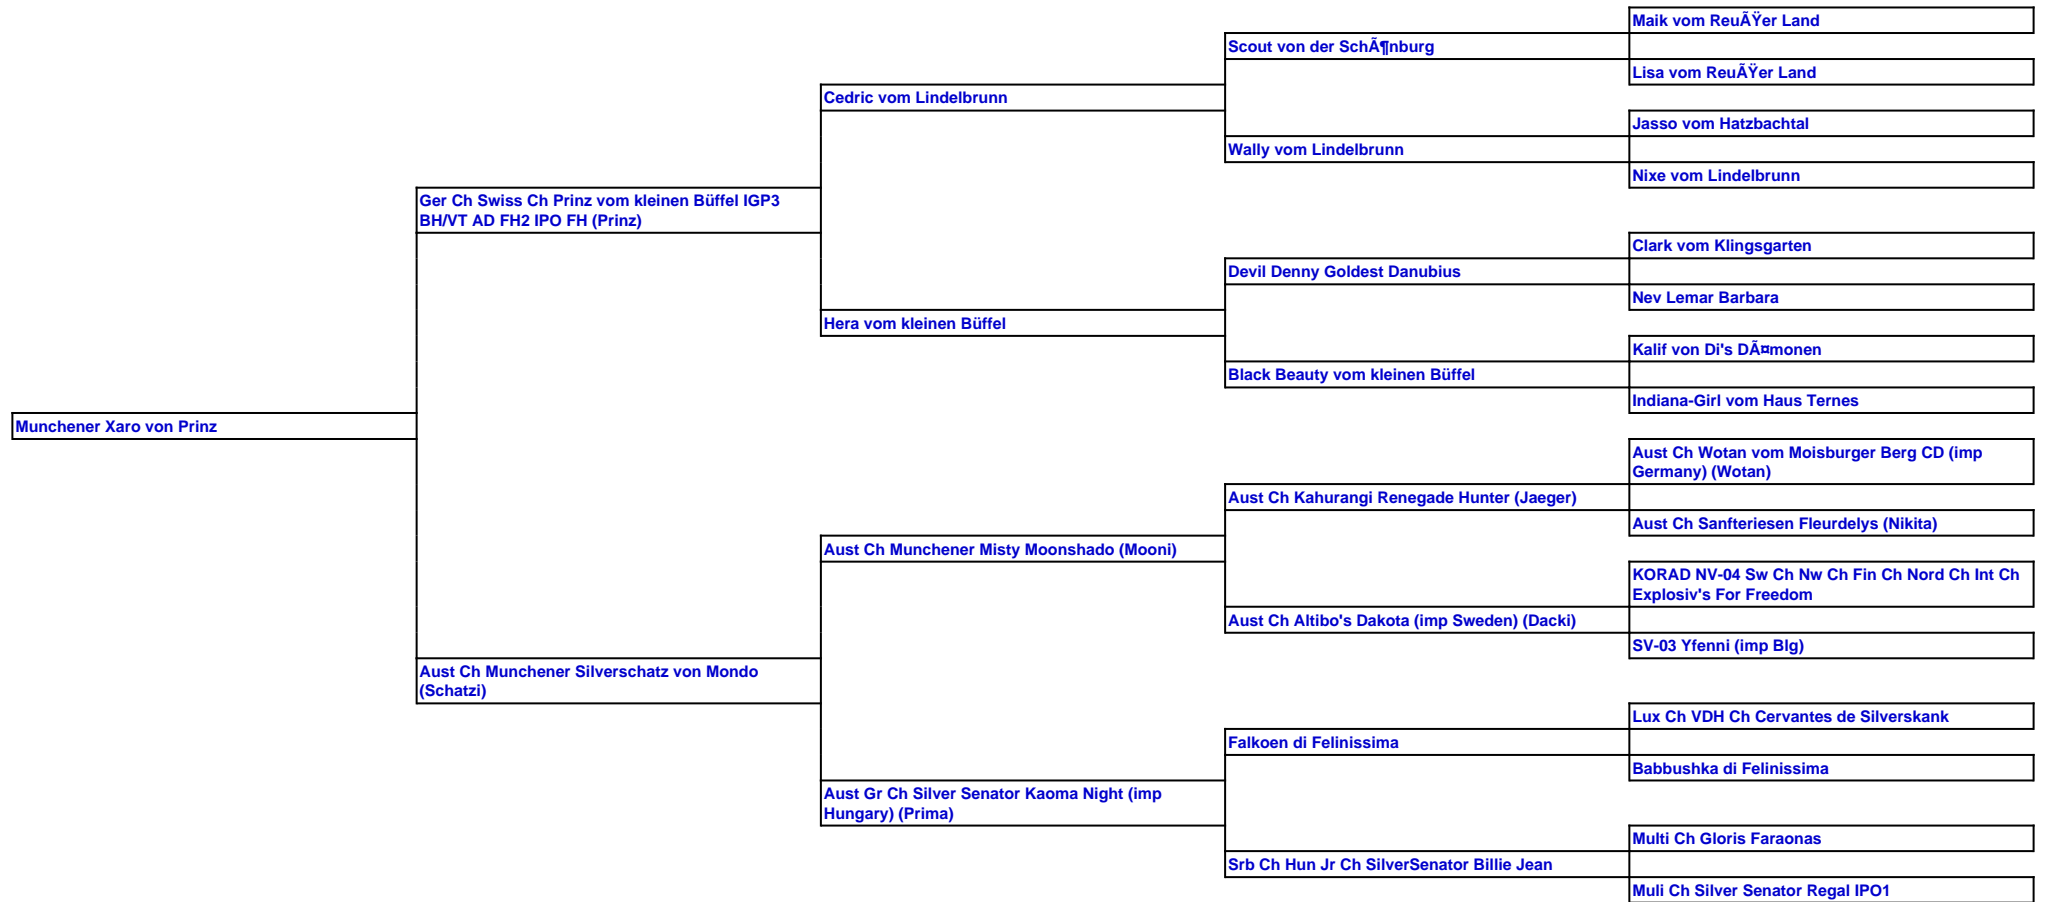 Maik vom ReuÃŸer Land
Scout von der SchÃ¶nburg
Lisa vom ReuÃŸer Land
Cedric vom Lindelbrunn
Jasso vom Hatzbachtal
Wally vom Lindelbrunn
Nixe vom Lindelbrunn
Ger Ch Swiss Ch Prinz vom kleinen Büffel IGP3
BH/VT AD FH2 IPO FH (Prinz)
Clark vom Klingsgarten
Devil Denny Goldest Danubius
Nev Lemar Barbara
Hera vom kleinen Büffel
Kalif von Di's DÃ¤monen
Black Beauty vom kleinen Büffel
Indiana-Girl vom Haus Ternes
Munchener Xaro von Prinz
Aust Ch Wotan vom Moisburger Berg CD (imp
Germany) (Wotan)
Aust Ch Kahurangi Renegade Hunter (Jaeger)
Aust Ch Sanfteriesen Fleurdelys (Nikita)
Aust Ch Munchener Misty Moonshado (Mooni)
KORAD NV-04 Sw Ch Nw Ch Fin Ch Nord Ch Int Ch
Explosiv's For Freedom
Aust Ch Altibo's Dakota (imp Sweden) (Dacki)
SV-03 Yfenni (imp Blg)
Aust Ch Munchener Silverschatz von Mondo
(Schatzi)
Lux Ch VDH Ch Cervantes de Silverskank
Falkoen di Felinissima
Babbushka di Felinissima
Aust Gr Ch Silver Senator Kaoma Night (imp
Hungary) (Prima)
Multi Ch Gloris Faraonas
Srb Ch Hun Jr Ch SilverSenator Billie Jean
Muli Ch Silver Senator Regal IPO1